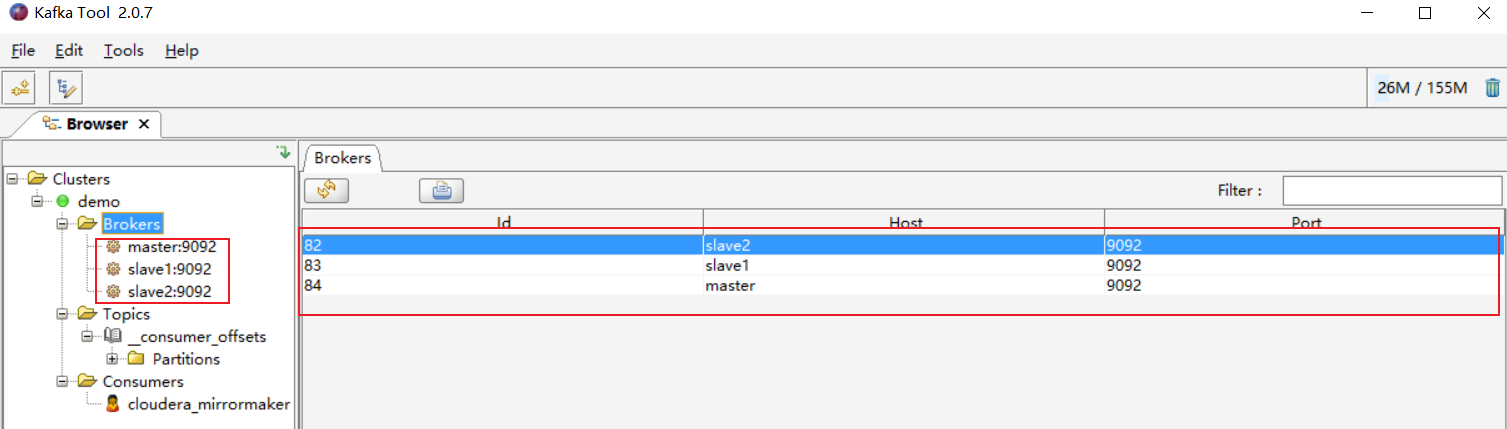 Kafka Tool 2.0.7
File Edit Tools Help
26M / 155M
Browser
Clusters
demo
Brokers
master:9092
slave1:9092
slave2:9092
Topics
__consumer_offsets
Partitions
Consumers
cloudera_mirrormaker
Brokers
Filter :
Id Host Port
82 slave2 9092
83 slave1 9092
84 master 9092